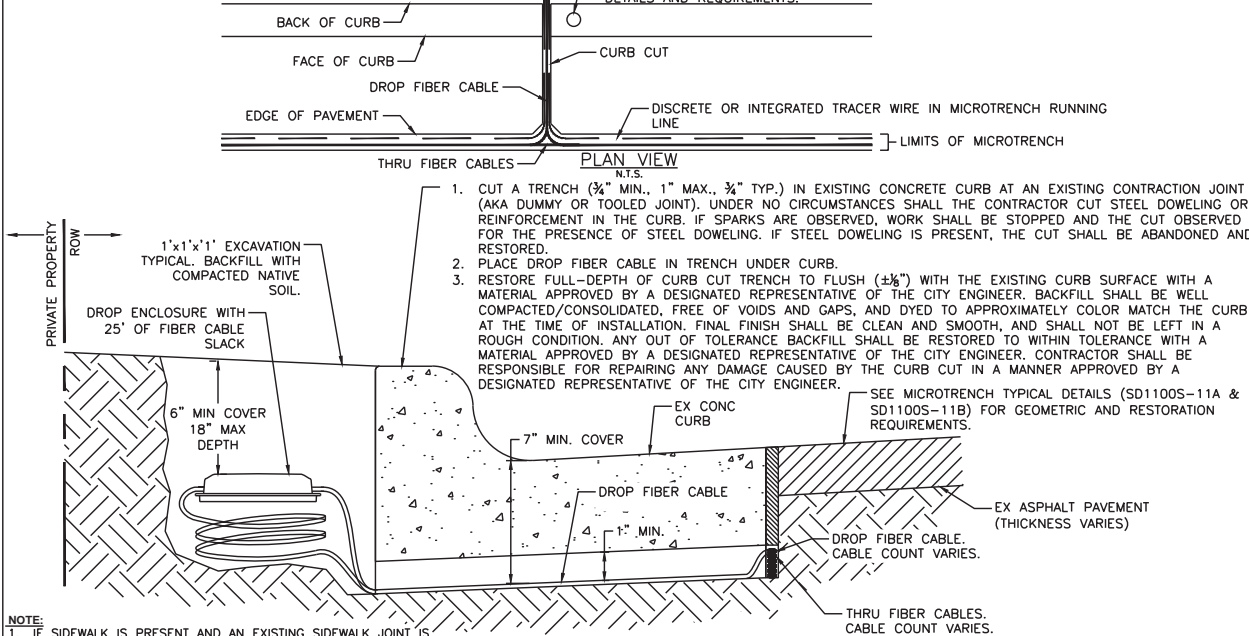 DETAILS AND REQUIREMENTS.
BACK OF CURB
FACE OF CURB
CURB CUT
DROP FIBER CABLE
EDGE OF PAVEMENT
DISCRETE OR INTEGRATED TRACER WIRE IN MICROTRENCH RUNNING
LINE
LIMITS OF MICROTRENCH
THRU FIBER CABLES
PLAN VIEW
N.T.S.
1. CUT A TRENCH (¾" MIN., 1" MAX., ¾" TYP.) IN EXISTING CONCRETE CURB AT AN EXISTING CONTRACTION JOINT
(AKA DUMMY OR TOOLED JOINT). UNDER NO CIRCUMSTANCES SHALL THE CONTRACTOR CUT STEEL DOWELING OR
REINFORCEMENT IN THE CURB. IF SPARKS ARE OBSERVED, WORK SHALL BE STOPPED AND THE CUT OBSERVED
FOR THE PRESENCE OF STEEL DOWELING. IF STEEL DOWELING IS PRESENT, THE CUT SHALL BE ABANDONED AND
RESTORED.
2. PLACE DROP FIBER CABLE IN TRENCH UNDER CURB.
3. RESTORE FULL-DEPTH OF CURB CUT TRENCH TO FLUSH (±⅛") WITH THE EXISTING CURB SURFACE WITH A
MATERIAL APPROVED BY A DESIGNATED REPRESENTATIVE OF THE CITY ENGINEER. BACKFILL SHALL BE WELL
COMPACTED/CONSOLIDATED, FREE OF VOIDS AND GAPS, AND DYED TO APPROXIMATELY COLOR MATCH THE CURB
AT THE TIME OF INSTALLATION. FINAL FINISH SHALL BE CLEAN AND SMOOTH, AND SHALL NOT BE LEFT IN A
ROUGH CONDITION. ANY OUT OF TOLERANCE BACKFILL SHALL BE RESTORED TO WITHIN TOLERANCE WITH A
MATERIAL APPROVED BY A DESIGNATED REPRESENTATIVE OF THE CITY ENGINEER. CONTRACTOR SHALL BE
RESPONSIBLE FOR REPAIRING ANY DAMAGE CAUSED BY THE CURB CUT IN A MANNER APPROVED BY A
DESIGNATED REPRESENTATIVE OF THE CITY ENGINEER.
PRIVATE PROPERTY
ROW
1'x1'x1' EXCAVATION
TYPICAL. BACKFILL WITH
COMPACTED NATIVE
SOIL.
DROP ENCLOSURE WITH
25' OF FIBER CABLE
SLACK
6" MIN COVER
18" MAX
DEPTH
7" MIN. COVER
EX CONC
CURB
SEE MICROTRENCH TYPICAL DETAILS (SD1100S-11A &
SD1100S-11B) FOR GEOMETRIC AND RESTORATION
REQUIREMENTS.
DROP FIBER CABLE
1" MIN.
EX ASPHALT PAVEMENT
(THICKNESS VARIES)
DROP FIBER CABLE.
CABLE COUNT VARIES.
THRU FIBER CABLES.
CABLE COUNT VARIES.
NOTE:
1. IF SIDEWALK IS PRESENT AND AN EXISTING SIDEWALK JOINT IS